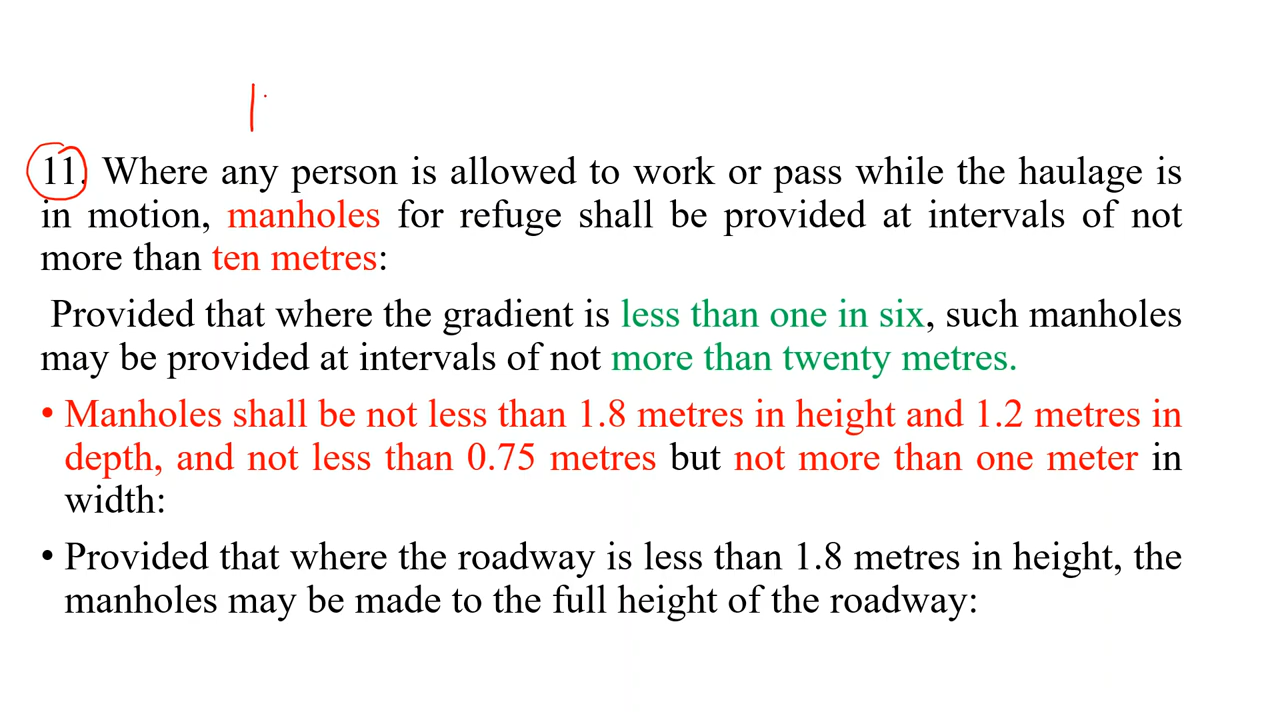 11. Where any person is allowed to work or pass while the haulage is
in motion, manholes for refuge shall be provided at intervals of not
more than ten metres:
Provided that where the gradient is less than one in six, such manholes
may be provided at intervals of not more than twenty metres.
• Manholes shall be not less than 1.8 metres in height and 1.2 metres in
depth, and not less than 0.75 metres but not more than one meter in
width:
• Provided that where the roadway is less than 1.8 metres in height, the
manholes may be made to the full height of the roadway: